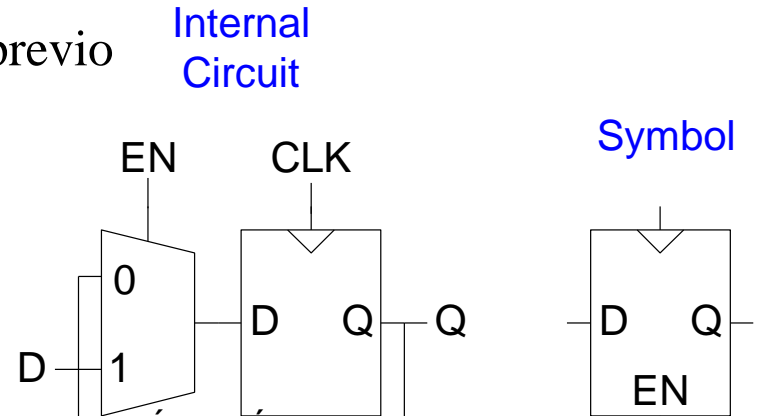 previo
Internal
Circuit
Symbol
EN
CLK
0
D
1
D
Q
Q
D
Q
EN